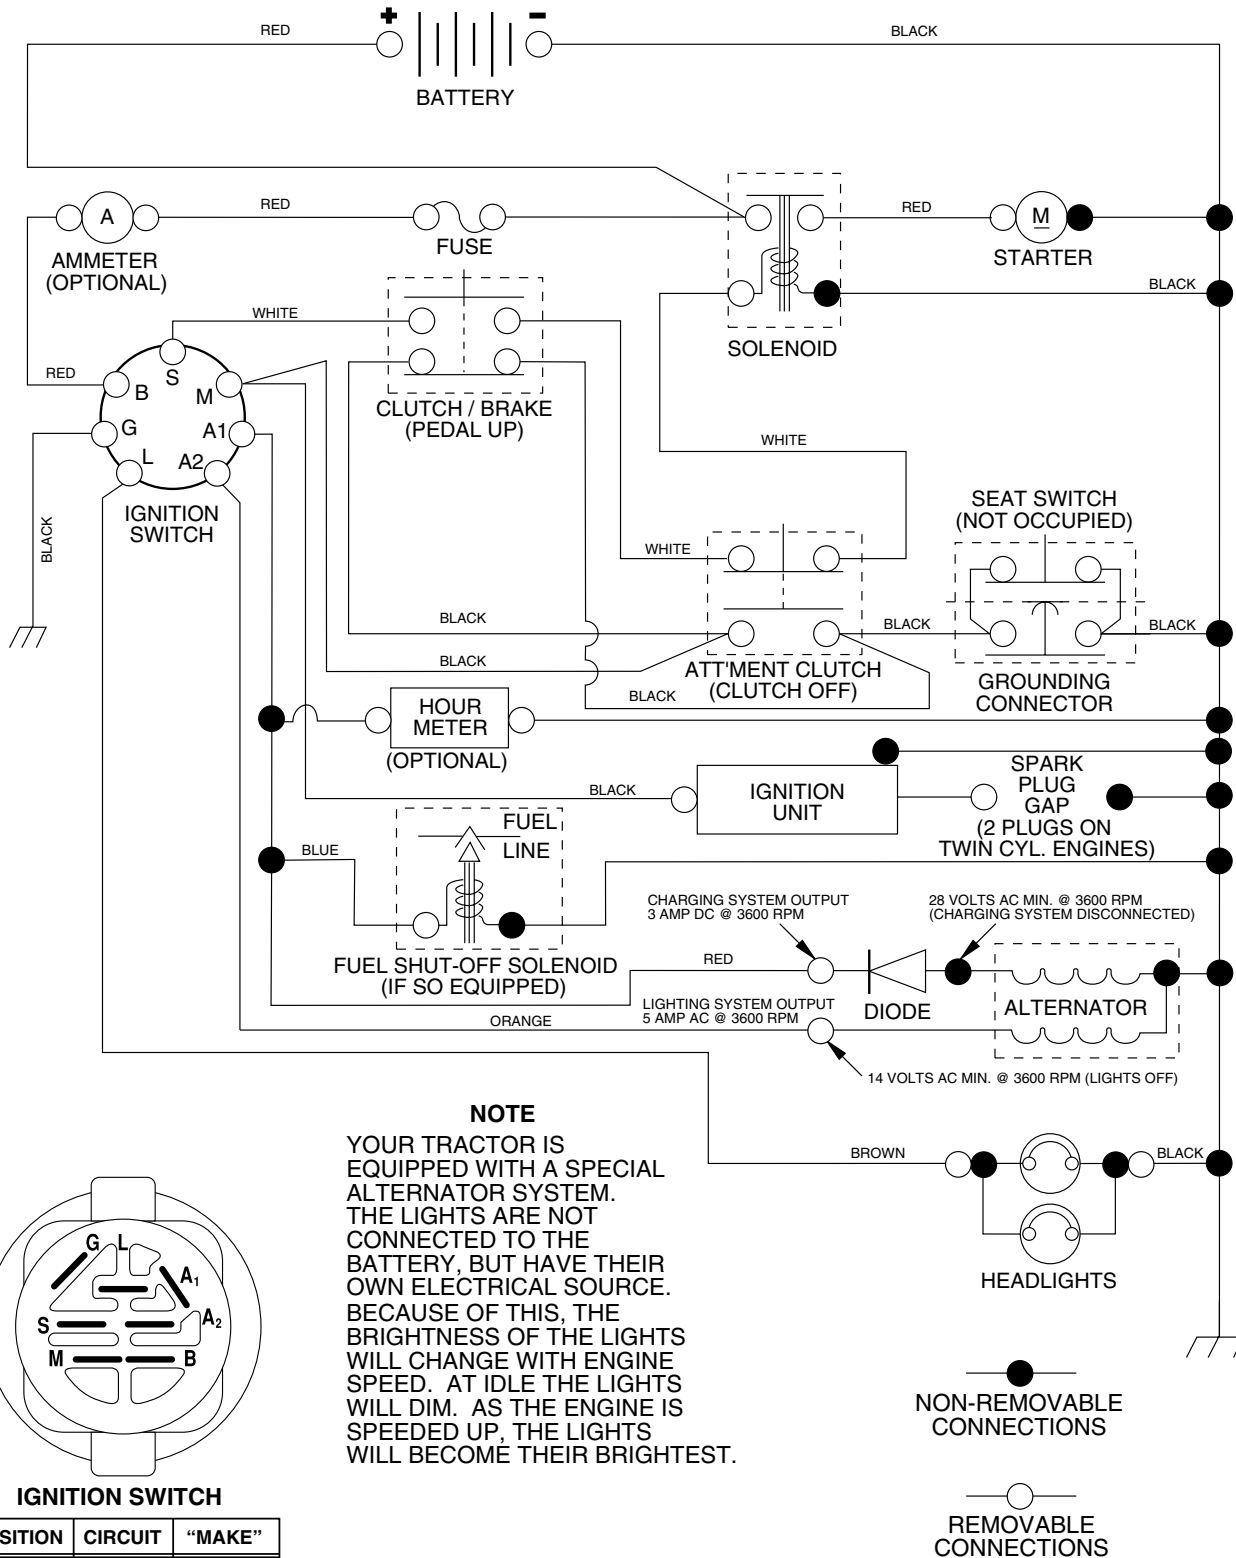 +
−
RED
BLACK
BATTERY
A
RED
FUSE
RED
M
STARTER
AMMETER
(OPTIONAL)
BLACK
WHITE
SOLENOID
RED
B
S
M
G
A1
L
A2
CLUTCH / BRAKE
(PEDAL UP)
WHITE
IGNITION
SWITCH
BLACK
SEAT SWITCH
(NOT OCCUPIED)
WHITE
BLACK
BLACK
BLACK
BLACK
ATT'MENT CLUTCH
(CLUTCH OFF)
BLACK
GROUNDING
CONNECTOR
HOUR
METER
(OPTIONAL)
BLACK
IGNITION
UNIT
SPARK
PLUG
GAP
(2 PLUGS ON
TWIN CYL. ENGINES)
FUEL
LINE
BLUE
CHARGING SYSTEM OUTPUT
3 AMP DC @ 3600 RPM
28 VOLTS AC MIN. @ 3600 RPM
(CHARGING SYSTEM DISCONNECTED)
FUEL SHUT-OFF SOLENOID
(IF SO EQUIPPED)
RED
LIGHTING SYSTEM OUTPUT
5 AMP AC @ 3600 RPM
DIODE
ALTERNATOR
ORANGE
14 VOLTS AC MIN. @ 3600 RPM (LIGHTS OFF)
NOTE
YOUR TRACTOR IS
EQUIPPED WITH A SPECIAL
ALTERNATOR SYSTEM.
THE LIGHTS ARE NOT
CONNECTED TO THE
BATTERY, BUT HAVE THEIR
OWN ELECTRICAL SOURCE.
BECAUSE OF THIS, THE
BRIGHTNESS OF THE LIGHTS
WILL CHANGE WITH ENGINE
SPEED. AT IDLE THE LIGHTS
WILL DIM. AS THE ENGINE IS
SPEEDED UP, THE LIGHTS
WILL BECOME THEIR BRIGHTEST.
BROWN
BLACK
HEADLIGHTS
G
L
A1
A2
S
M
B
IGNITION SWITCH
SITION CIRCUIT “MAKE”
NON-REMOVABLE
CONNECTIONS
REMOVABLE
CONNECTIONS